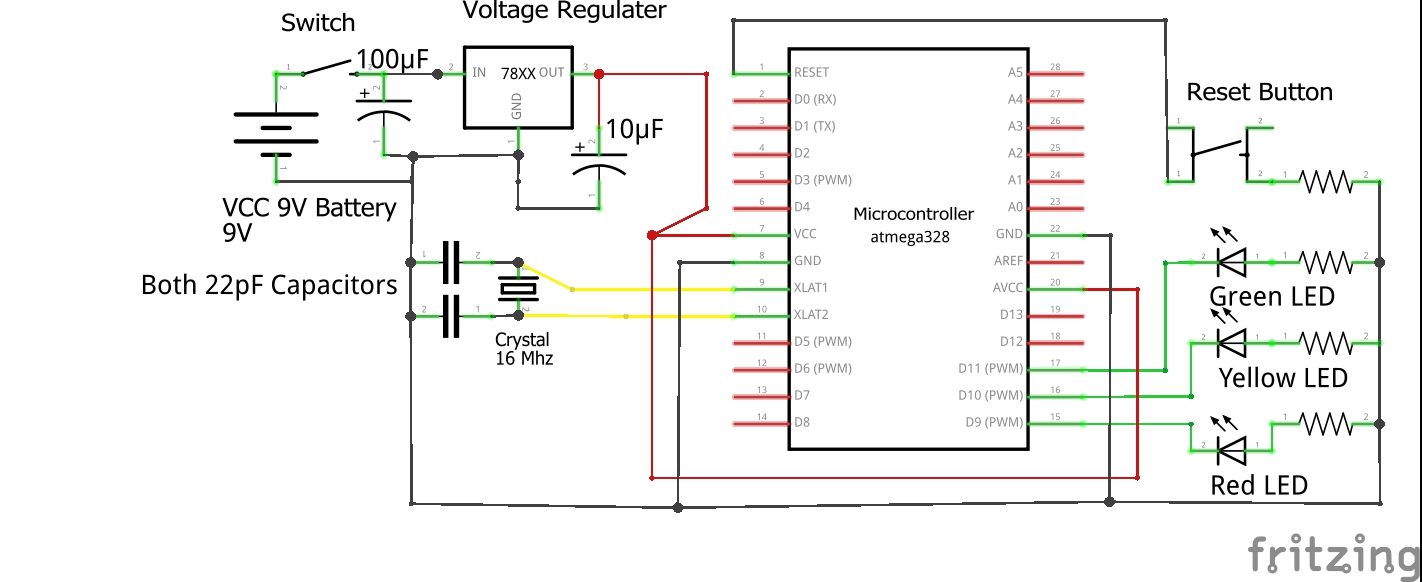 Voltage Regulater
Switch
100µF
1
2
2
IN
78XX
OUT
3
GND
1
+
2
1
2
1
10µF
+
2
1
VCC 9V Battery
9V
Both 22pF Capacitors
1
2
2
1
1
2
Crystal
16 Mhz
1 RESET
2 D0 (RX)
3 D1 (TX)
4 D2
5 D3 (PWM)
6 D4
7 VCC
8 GND
9 XLAT1
10 XLAT2
11 D5 (PWM)
12 D6 (PWM)
13 D7
14 D8
Microcontroller
atmega328
A5 28
A4 27
A3 26
A2 25
A1 24
A0 23
GND 22
AREF 21
AVCC 20
D13 19
D12 18
D11 (PWM) 17
D10 (PWM) 16
D9 (PWM) 15
Reset Button
1
2
1
2
1
2
2
1
1
2
Green LED
2
1
1
2
Yellow LED
1
2
2
1
Red LED
fritzing